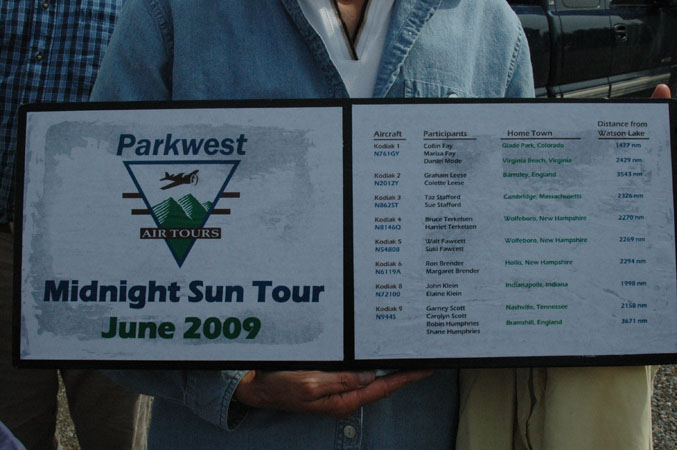 Parkwest
AIR TOURS
Midnight Sun Tour
June 2009
Aircraft Participants Home Town Distance from Watson Lake
Kodiak 1 Colin Fay Glade Park, Colorado 1427 nm
N761GY Marisa Fay
Daniel Mode Virginia Beach, Virginia 2429 nm
Kodiak 2 Graham Leese Barnsley, England 3543 nm
N2012Y Colette Leese
Kodiak 3 Taz Stafford Cambridge, Massachusetts 2326 nm
N862ST Sue Stafford
Kodiak 4 Bruce Terkelsen Wolfeboro, New Hampshire 2270 nm
N8146Q Harriet Terkelsen
Kodiak 5 Walt Fawcett Wolfeboro, New Hampshire 2269 nm
N54808 Suki Fawcett
Kodiak 6 Ron Brender Hollis, New Hampshire 2294 nm
N6119A Margaret Brender
Kodiak 8 John Klein Indianapolis, Indiana 1998 nm
N72100 Elaine Klein
Kodiak 9 Garney Scott Nashville, Tennessee 2158 nm
N944S Carolyn Scott
Robin Humphries Bramshill, England 3671 nm
Shane Humphries